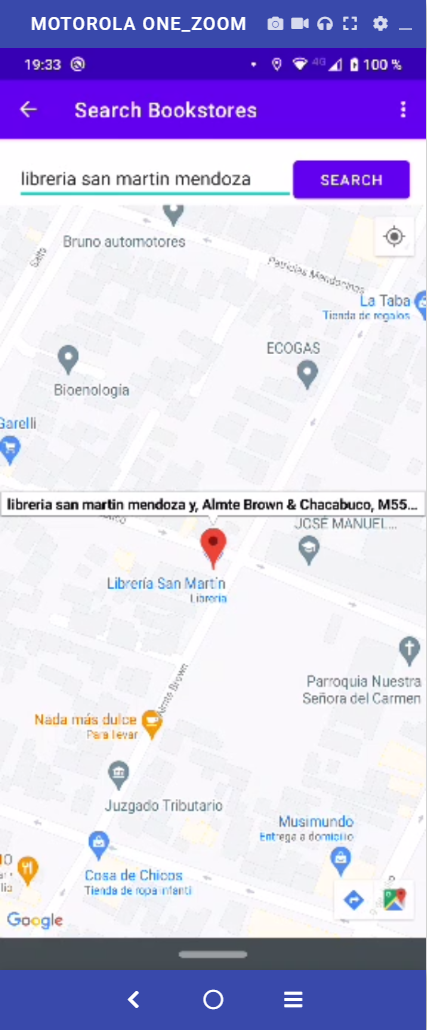 MOTOROLA ONE_ZOOM
19:33
4G
100 %
Search Bookstores
libreria san martin mendoza
SEARCH
Bruno automotores
Salta
Patricias Mendocinas
La Taba
Tienda de regalos
ECOGAS
Bioenología
Garelli
libreria san martin mendoza y, Almte Brown & Chacabuco, M55...
JOSÉ MANUEL...
Librería San Martín
Librería
Parroquia Nuestra
Señora del Carmen
Almte Brown
Nada más dulce
Para llevar
Juzgado Tributario
Musimundo
Entrega a domicilio
Cosa de Chicos
Tienda de ropa infantil
Google